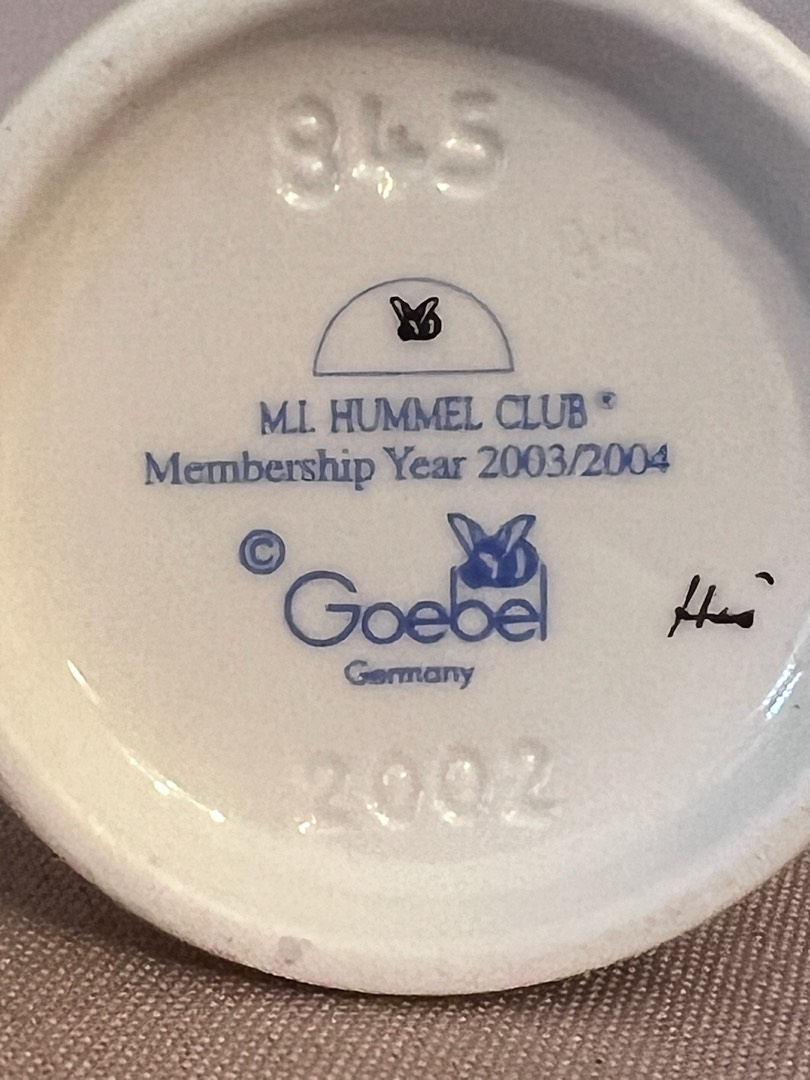 945
M.I. HUMMEL CLUB®
Membership Year 2003/2004
© Goebel
Germany
2002